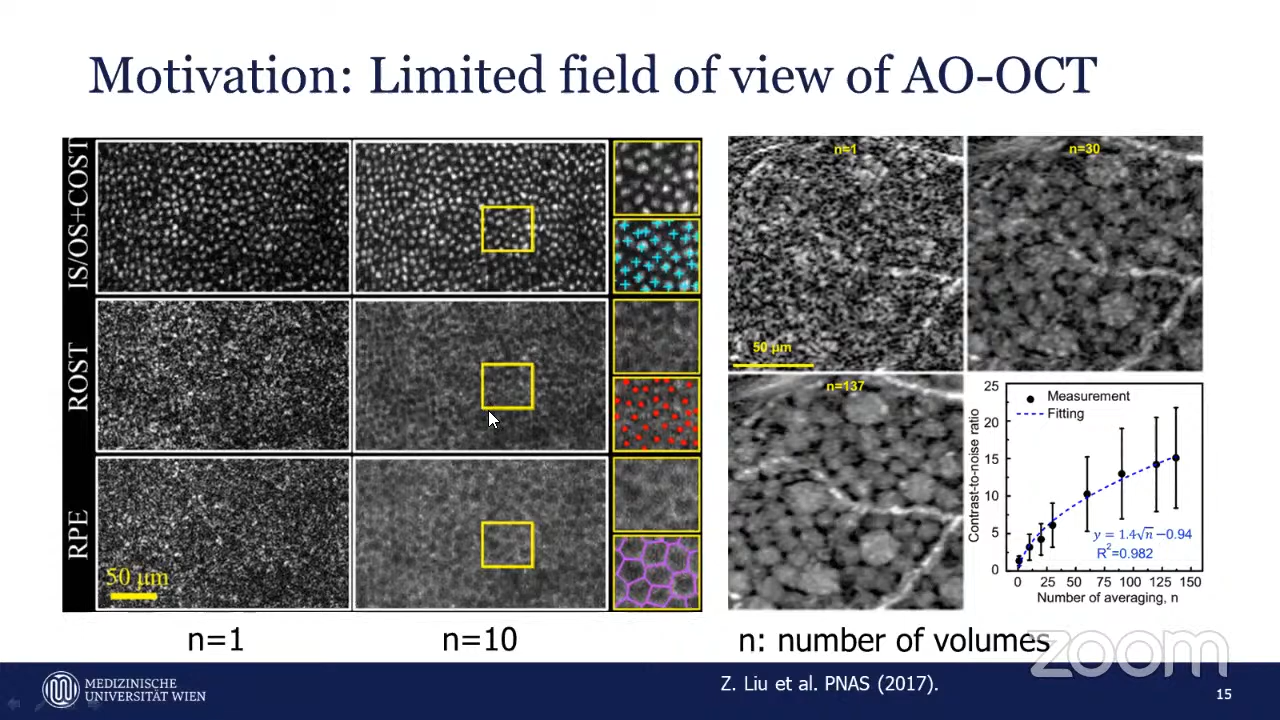 Motivation: Limited field of view of AO-OCT
IS/OS+COST
ROST
RPE
50 μm
n=1
n=10
n=1
n=30
50 μm
n=137
25
20
15
10
5
0
Contrast-to-noise ratio
Measurement
Fitting
y = 1.4√n −0.94
R²=0.982
0 25 50 75 100 125 150
Number of averaging, n
n: number of volumes
zoom
MEDIZINISCHE
UNIVERSITÄT WIEN
Z. Liu et al. PNAS (2017).
15